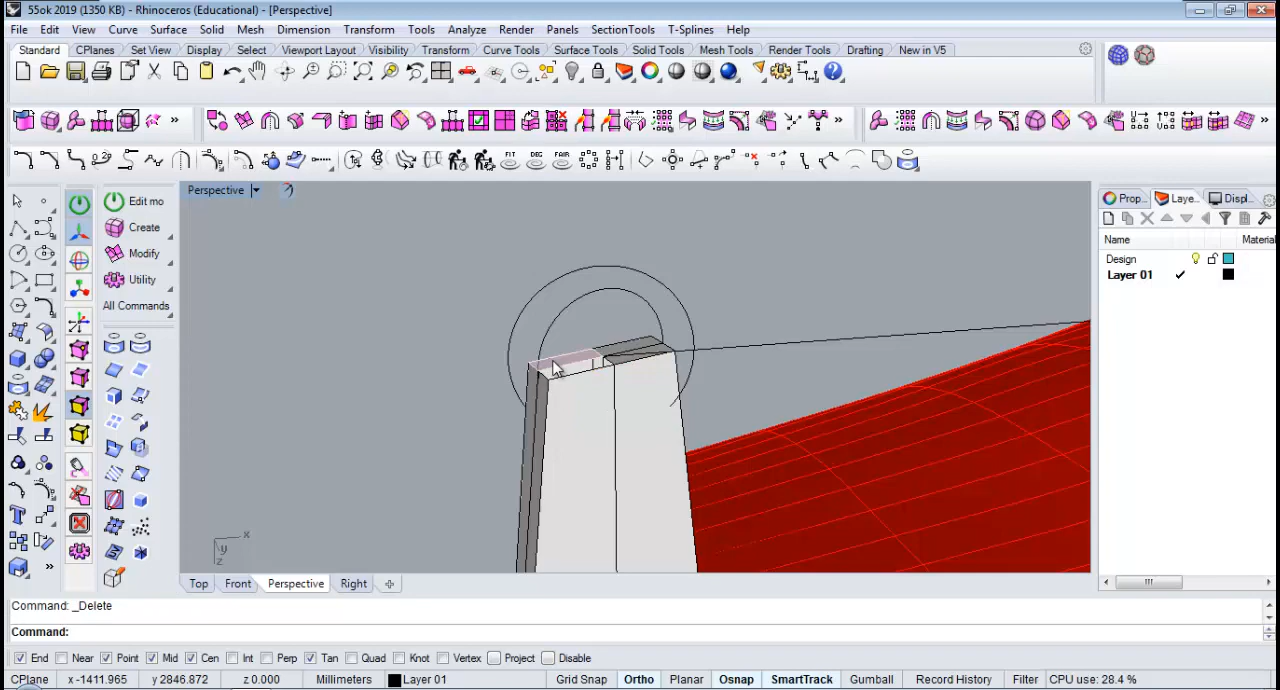 55ok 2019 (1350 KB) - Rhinoceros (Educational) - [Perspective]
File Edit View Curve Surface Solid Mesh Dimension Transform Tools Analyze Render Panels SectionTools T-Splines Help
Standard CPlanes Set View Display Select Viewport Layout Visibility Transform Curve Tools Surface Tools Solid Tools Mesh Tools Render Tools Drafting New in V5
FIT DEG FAIR
Perspective
Edit mo
Create
Modify
Utility
All Commands
Prop... Laye... Displ...
Name Material
Design
Layer 01
x
y
z
Top Front Perspective Right
Command: _Delete
Command:
End Near Point Mid Cen Int Perp Tan Quad Knot Vertex Project Disable
CPlane x -1411.965 y 2846.872 z 0.000 Millimeters Layer 01 Grid Snap Ortho Planar Osnap SmartTrack Gumball Record History Filter CPU use: 28.4 %